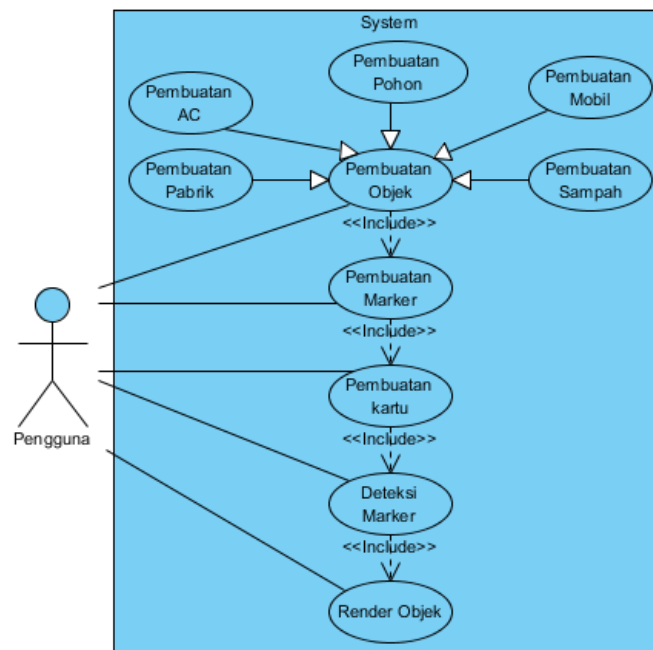 System
Pembuatan
AC
Pembuatan
Pohon
Pembuatan
Mobil
Pembuatan
Pabrik
Pembuatan
Objek
Pembuatan
Sampah
<<Include>>
Pembuatan
Marker
<<Include>>
Pembuatan
kartu
<<Include>>
Pengguna
Deteksi
Marker
<<Include>>
Render Objek